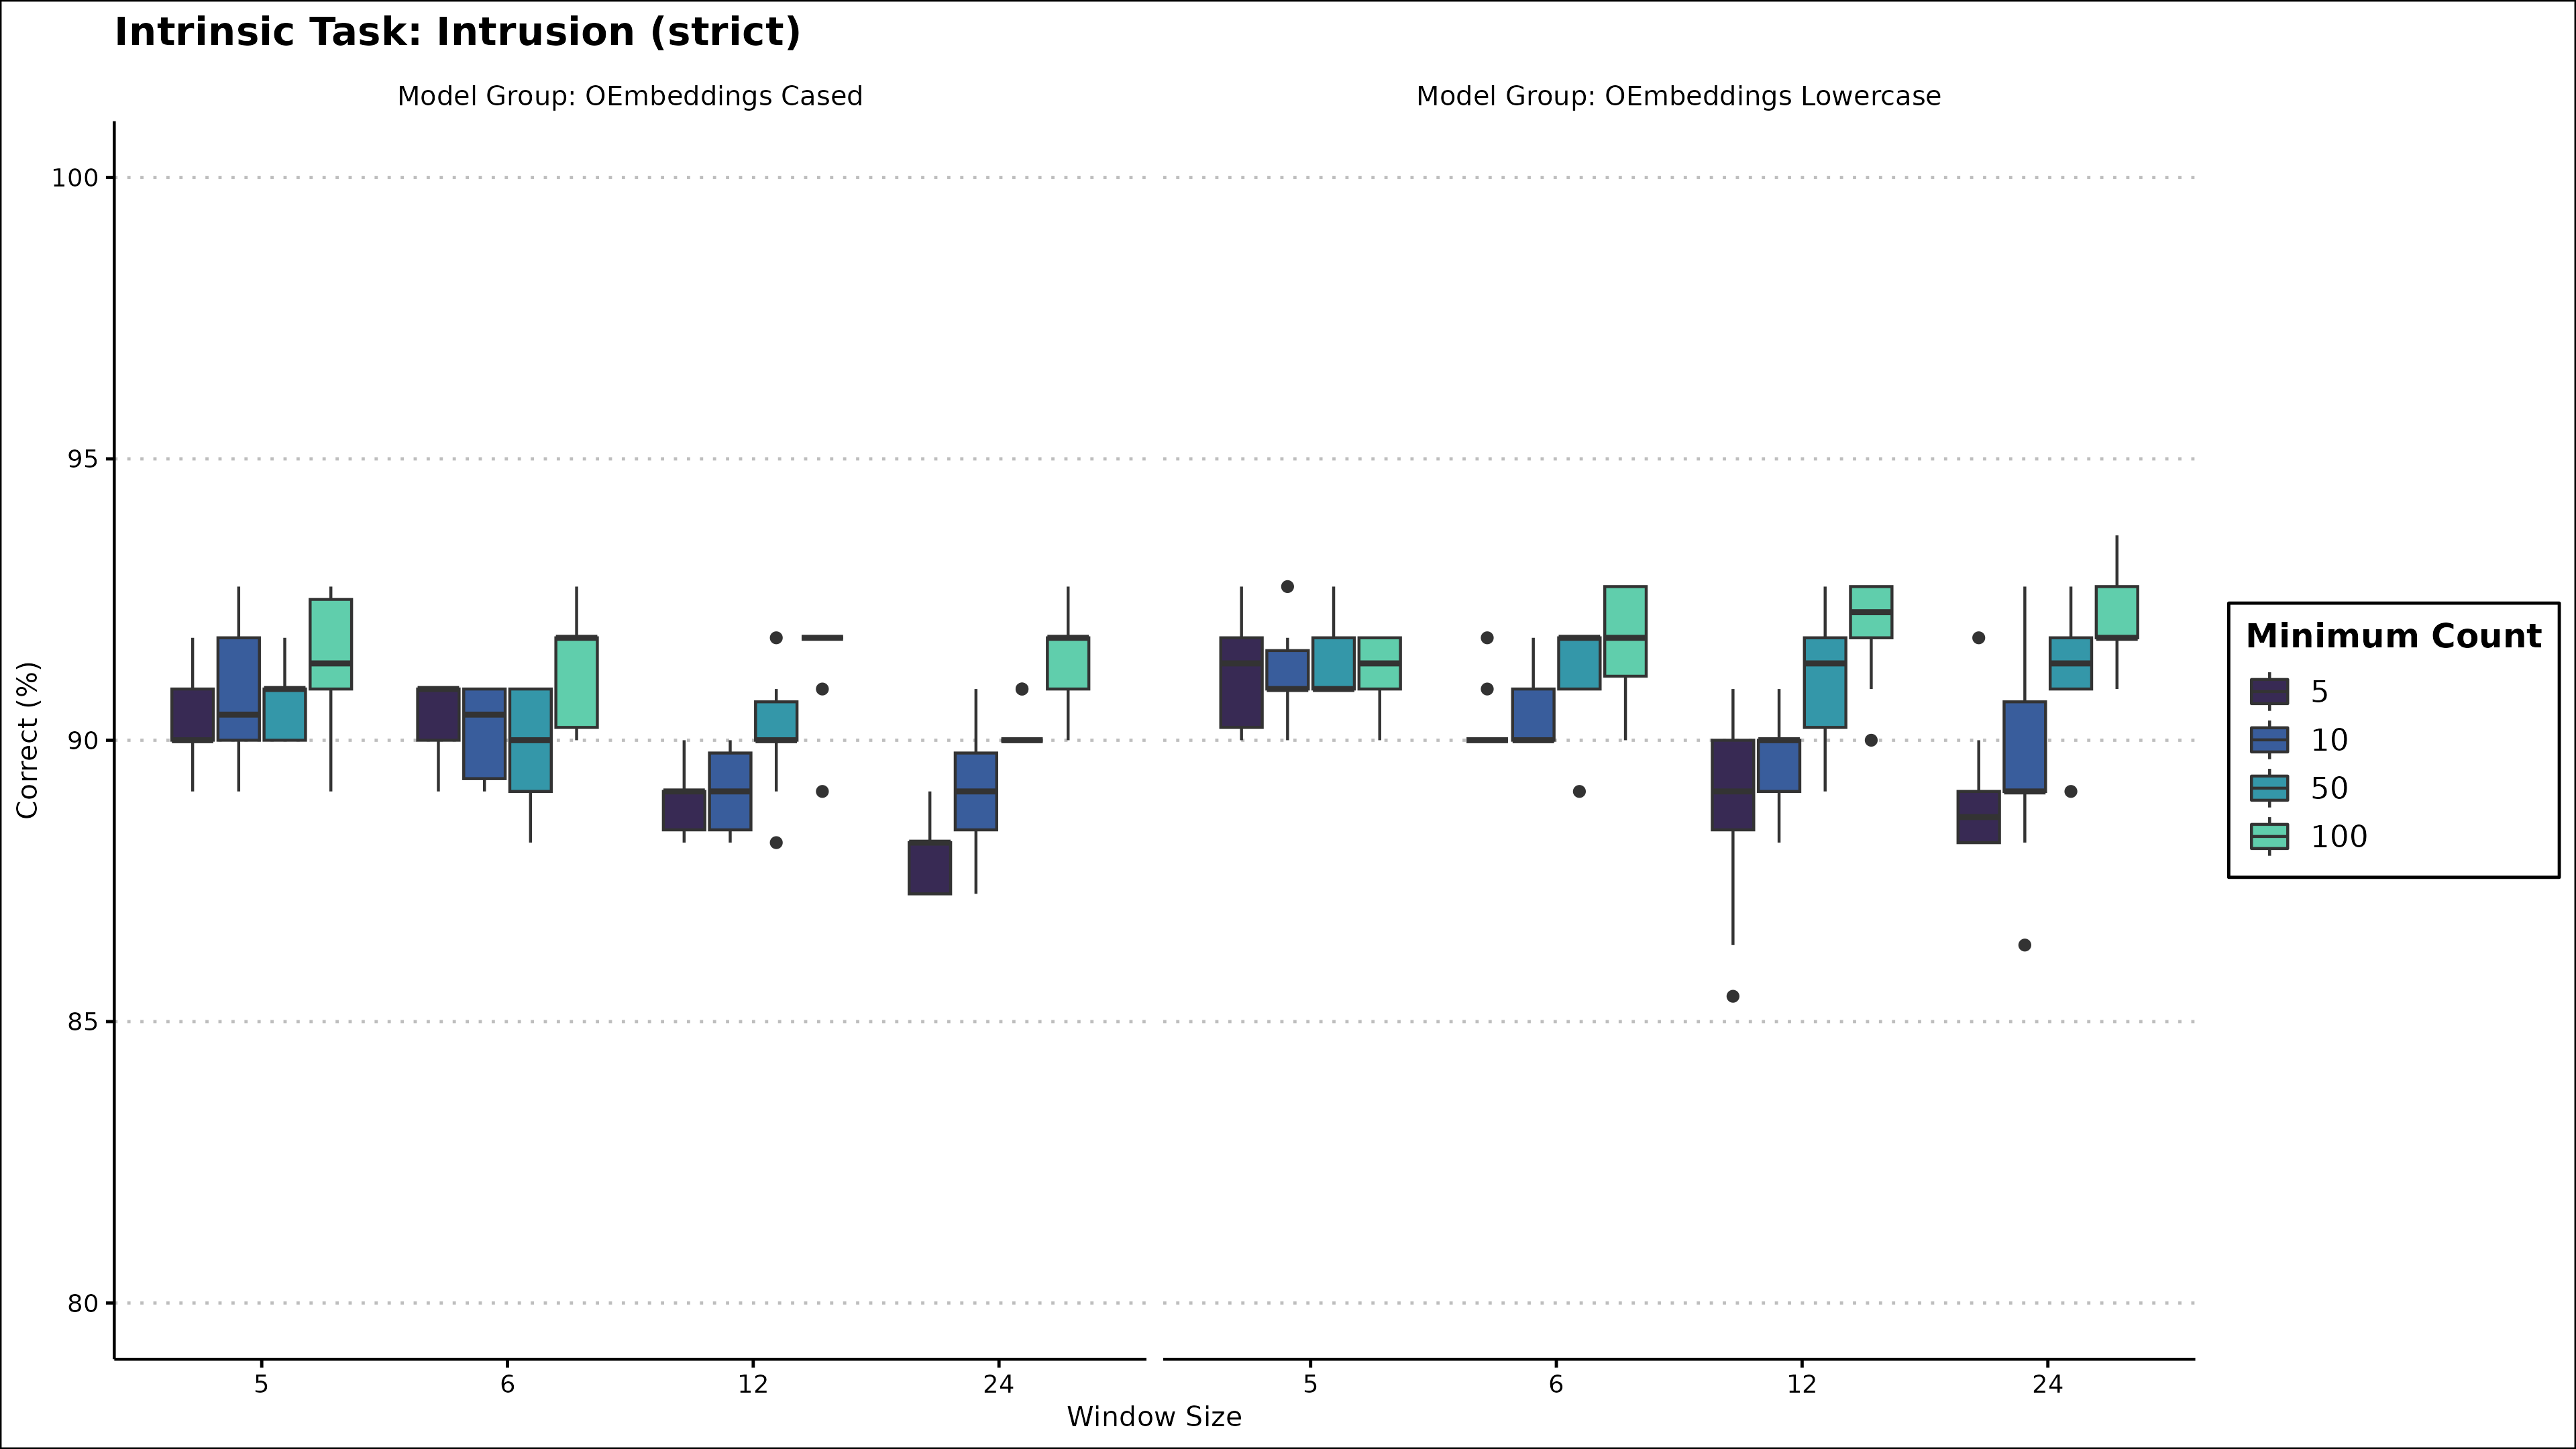 Intrinsic Task: Intrusion (strict)
Model Group: OEmbeddings Cased
Model Group: OEmbeddings Lowercase
Correct (%)
100
95
90
85
80
5
6
12
24
5
6
12
24
Window Size
Minimum Count
5
10
50
100